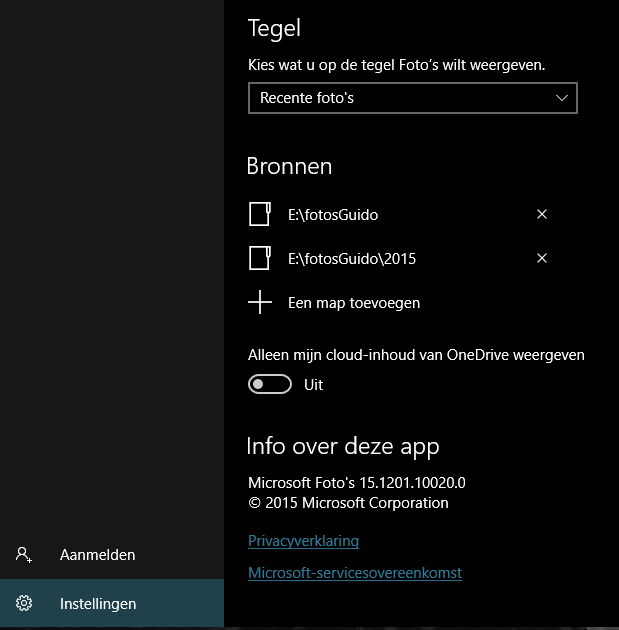 Tegel
Kies wat u op de tegel Foto's wilt weergeven.
Recente foto's
Bronnen
E:\fotosGuido
E:\fotosGuido\2015
Een map toevoegen
Alleen mijn cloud-inhoud van OneDrive weergeven
Uit
Info over deze app
Microsoft Foto's 15.1201.10020.0
© 2015 Microsoft Corporation
Privacyverklaring
Microsoft-servicesovereenkomst
Aanmelden
Instellingen